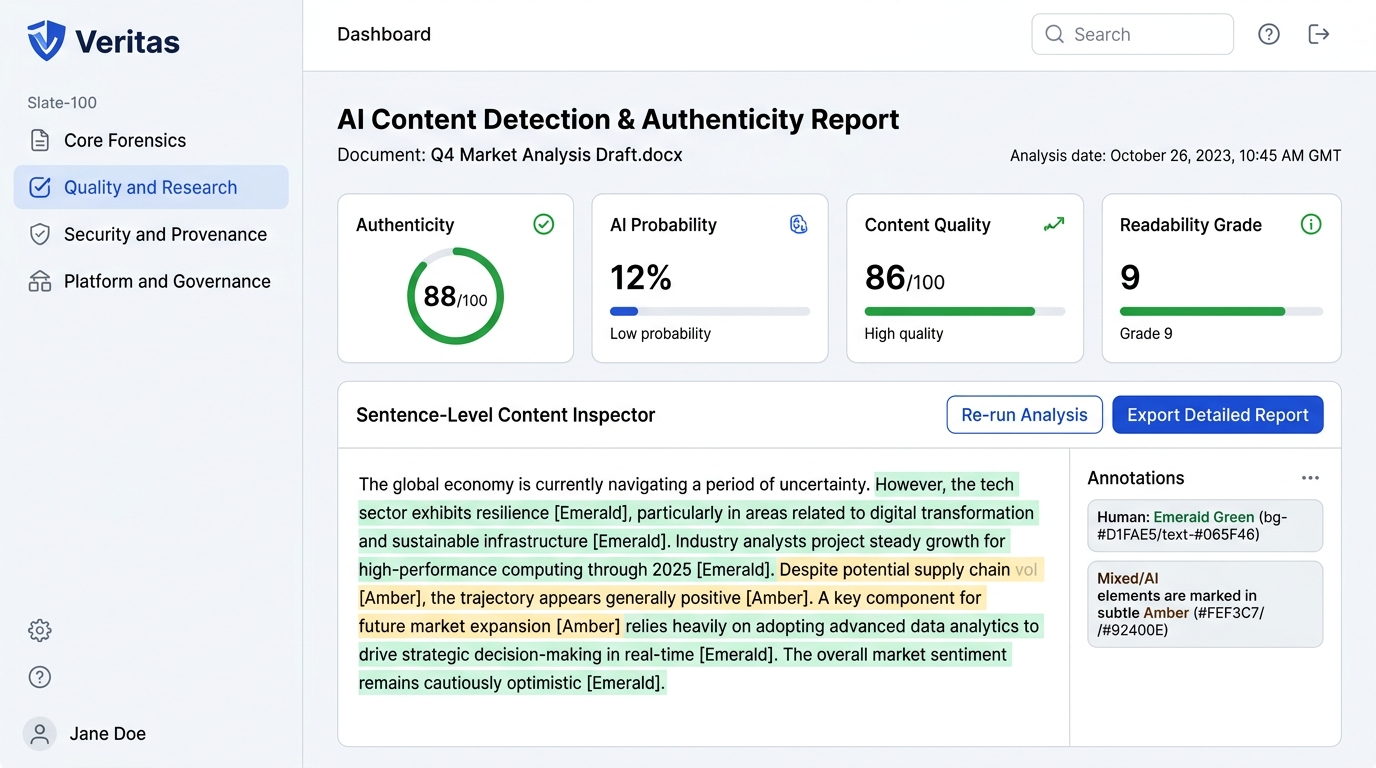 Veritas
Slate-100
Core Forensics
Quality and Research
Security and Provenance
Platform and Governance
Jane Doe
Dashboard
Search
AI Content Detection & Authenticity Report
Document: Q4 Market Analysis Draft.docx
Analysis date: October 26, 2023, 10:45 AM GMT
Authenticity
88/100
AI Probability
12%
Low probability
Content Quality
86/100
High quality
Readability Grade
9
Grade 9
Sentence-Level Content Inspector
Re-run Analysis
Export Detailed Report
The global economy is currently navigating a period of uncertainty. However, the tech
sector exhibits resilience [Emerald], particularly in areas related to digital transformation
and sustainable infrastructure [Emerald]. Industry analysts project steady growth for
high-performance computing through 2025 [Emerald]. Despite potential supply chain vol
[Amber], the trajectory appears generally positive [Amber]. A key component for
future market expansion [Amber] relies heavily on adopting advanced data analytics to
drive strategic decision-making in real-time [Emerald]. The overall market sentiment
remains cautiously optimistic [Emerald].
Annotations
Human: Emeraid Green (bg-
#D1FAE5/text-#065F46)
Mixed/AI
elements are marked in
subtle Amber (#FEF3C7/
/#92400E)